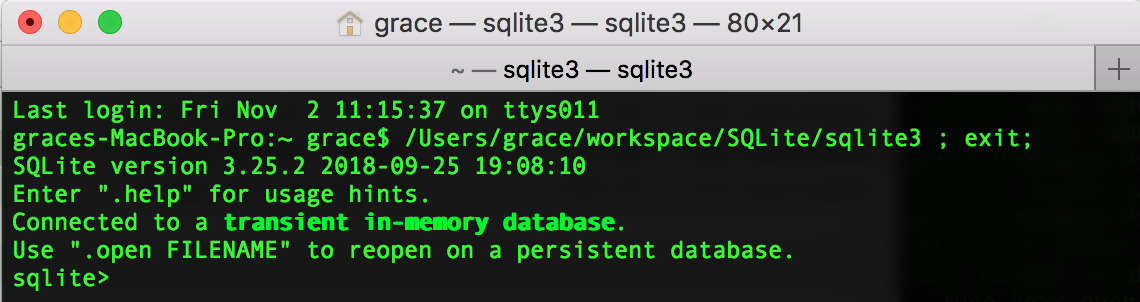 grace — sqlite3 — sqlite3 — 80×21
~ — sqlite3 — sqlite3
Last login: Fri Nov  2 11:15:37 on ttys011
graces-MacBook-Pro:~ grace$ /Users/grace/workspace/SQLite/sqlite3 ; exit;
SQLite version 3.25.2 2018-09-25 19:08:10
Enter ".help" for usage hints.
Connected to a transient in-memory database.
Use ".open FILENAME" to reopen on a persistent database.
sqlite>